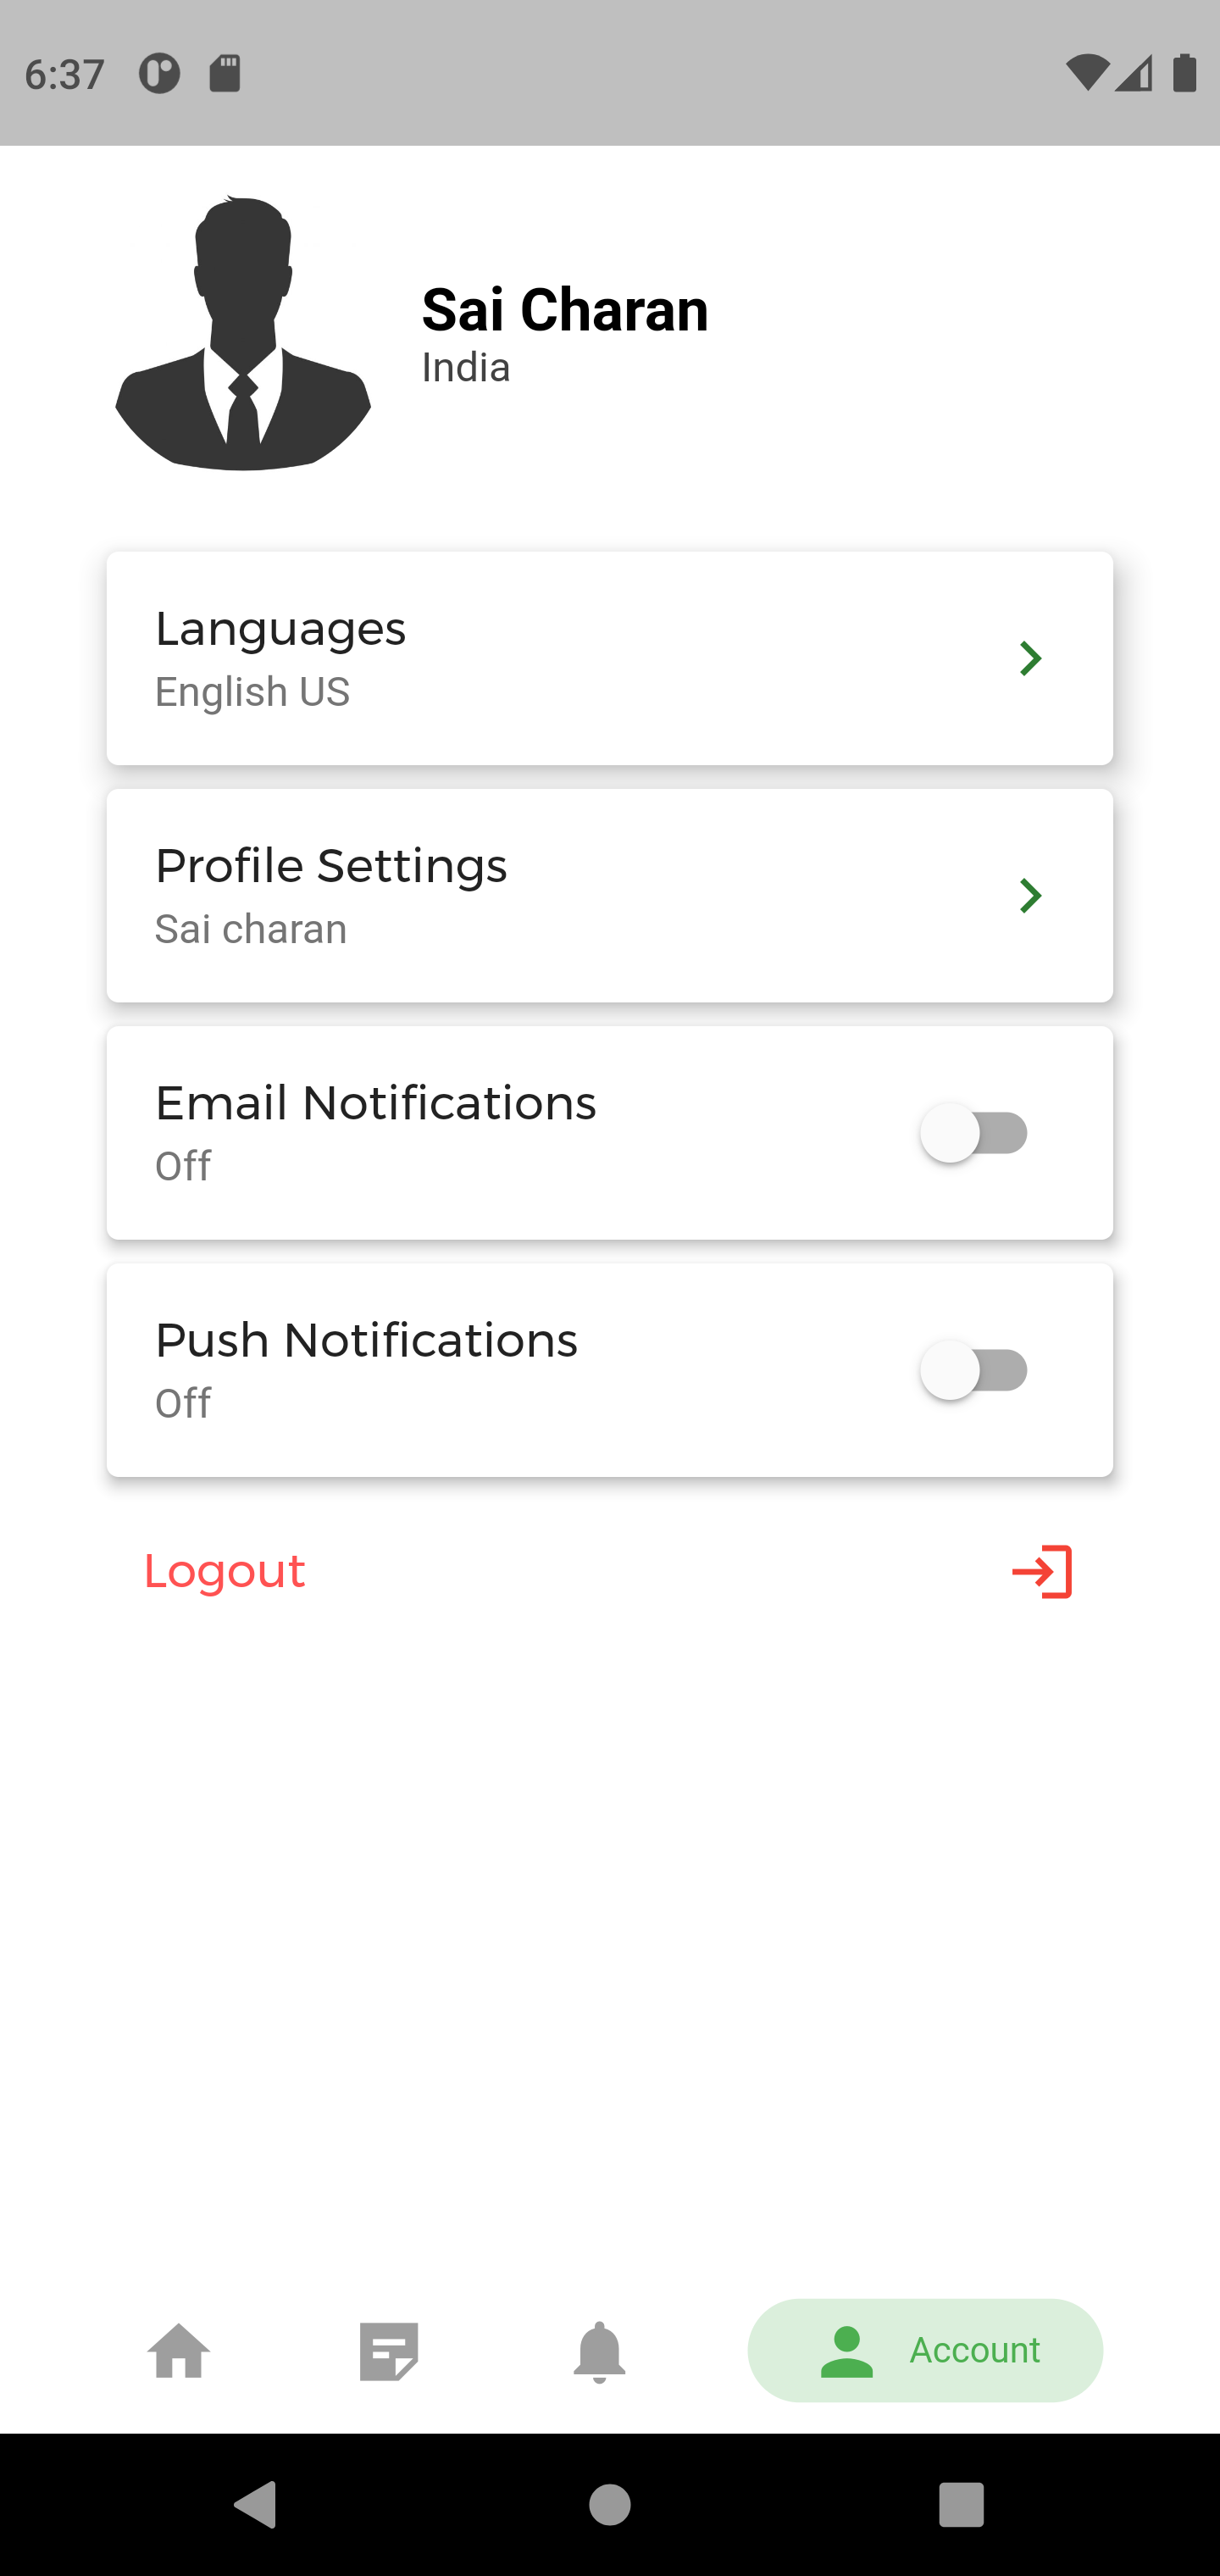 6:37
Sai Charan
India
Languages
English US
Profile Settings
Sai charan
Email Notifications
Off
Push Notifications
Off
Logout
Account